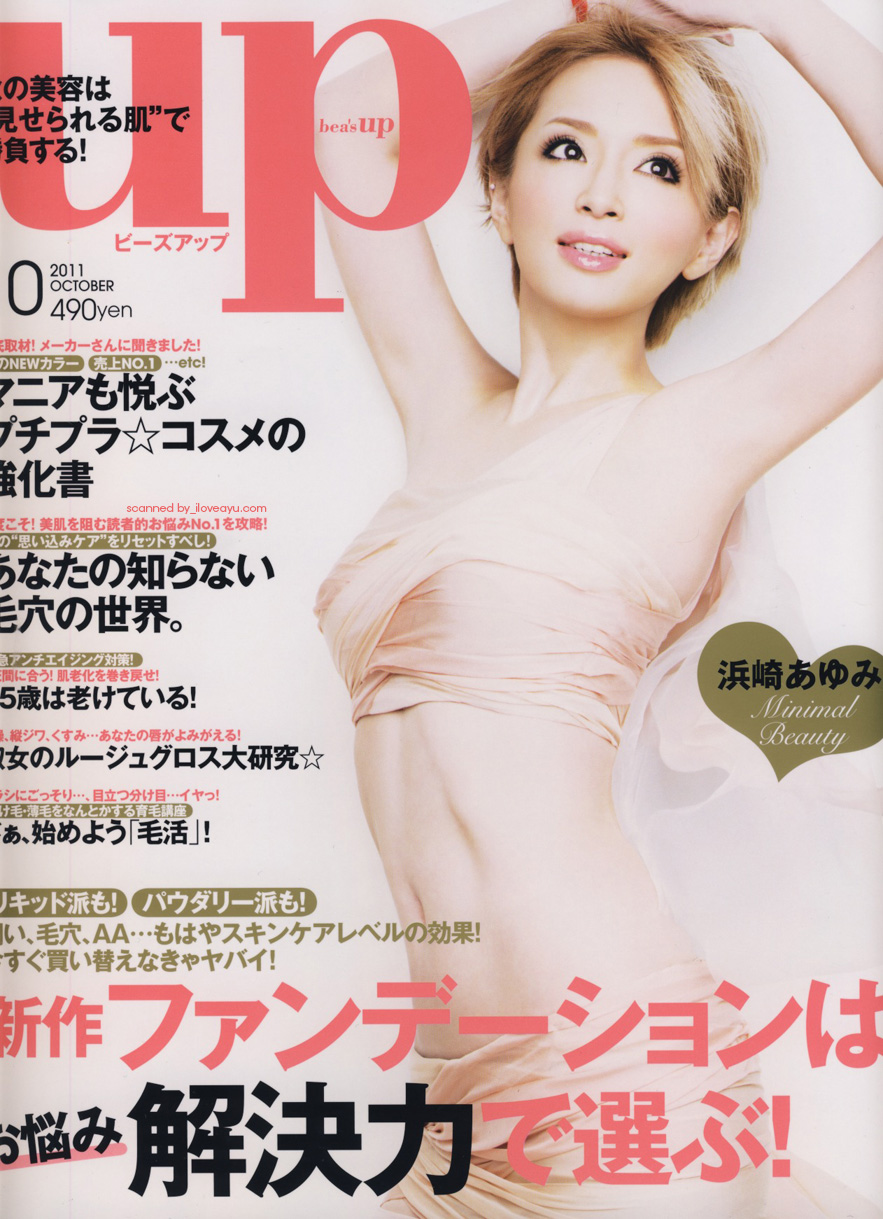 up
bea's up
の美容は
見せられる肌”で
負する!
ビーズアップ
0
2011
OCTOBER
490yen
取材! メーカーさんに聞きました!
のNEWカラー 売上NO.1 …etc!
マニアも悦ぶ
プチプラ☆コスメの
強化書
scanned by_iloveayu.com
こそ! 美肌を阻む読者的お悩みNo.1を攻略!
の“思い込みケア”をリセットすべし!
あなたの知らない
毛穴の世界。
急アンチエイジング対策!
間に合う! 肌老化を巻き戻せ!
5歳は老けている!
、縦ジワ、くすみ…あなたの唇がよみがえる!
淑女のルージュグロス大研究☆
ラシにごっそり…、目立つ分け目…イヤっ!
け毛・薄毛をなんとかする育毛講座
さぁ、始めよう「毛活」!
浜崎あゆみ
Minimal
Beauty
リキッド派も! パウダリー派も!
い、毛穴、AA…もはやスキンケアレベルの効果!
今すぐ買い替えなきゃヤバイ!
新作ファンデーションは
お悩み解決力で選ぶ!